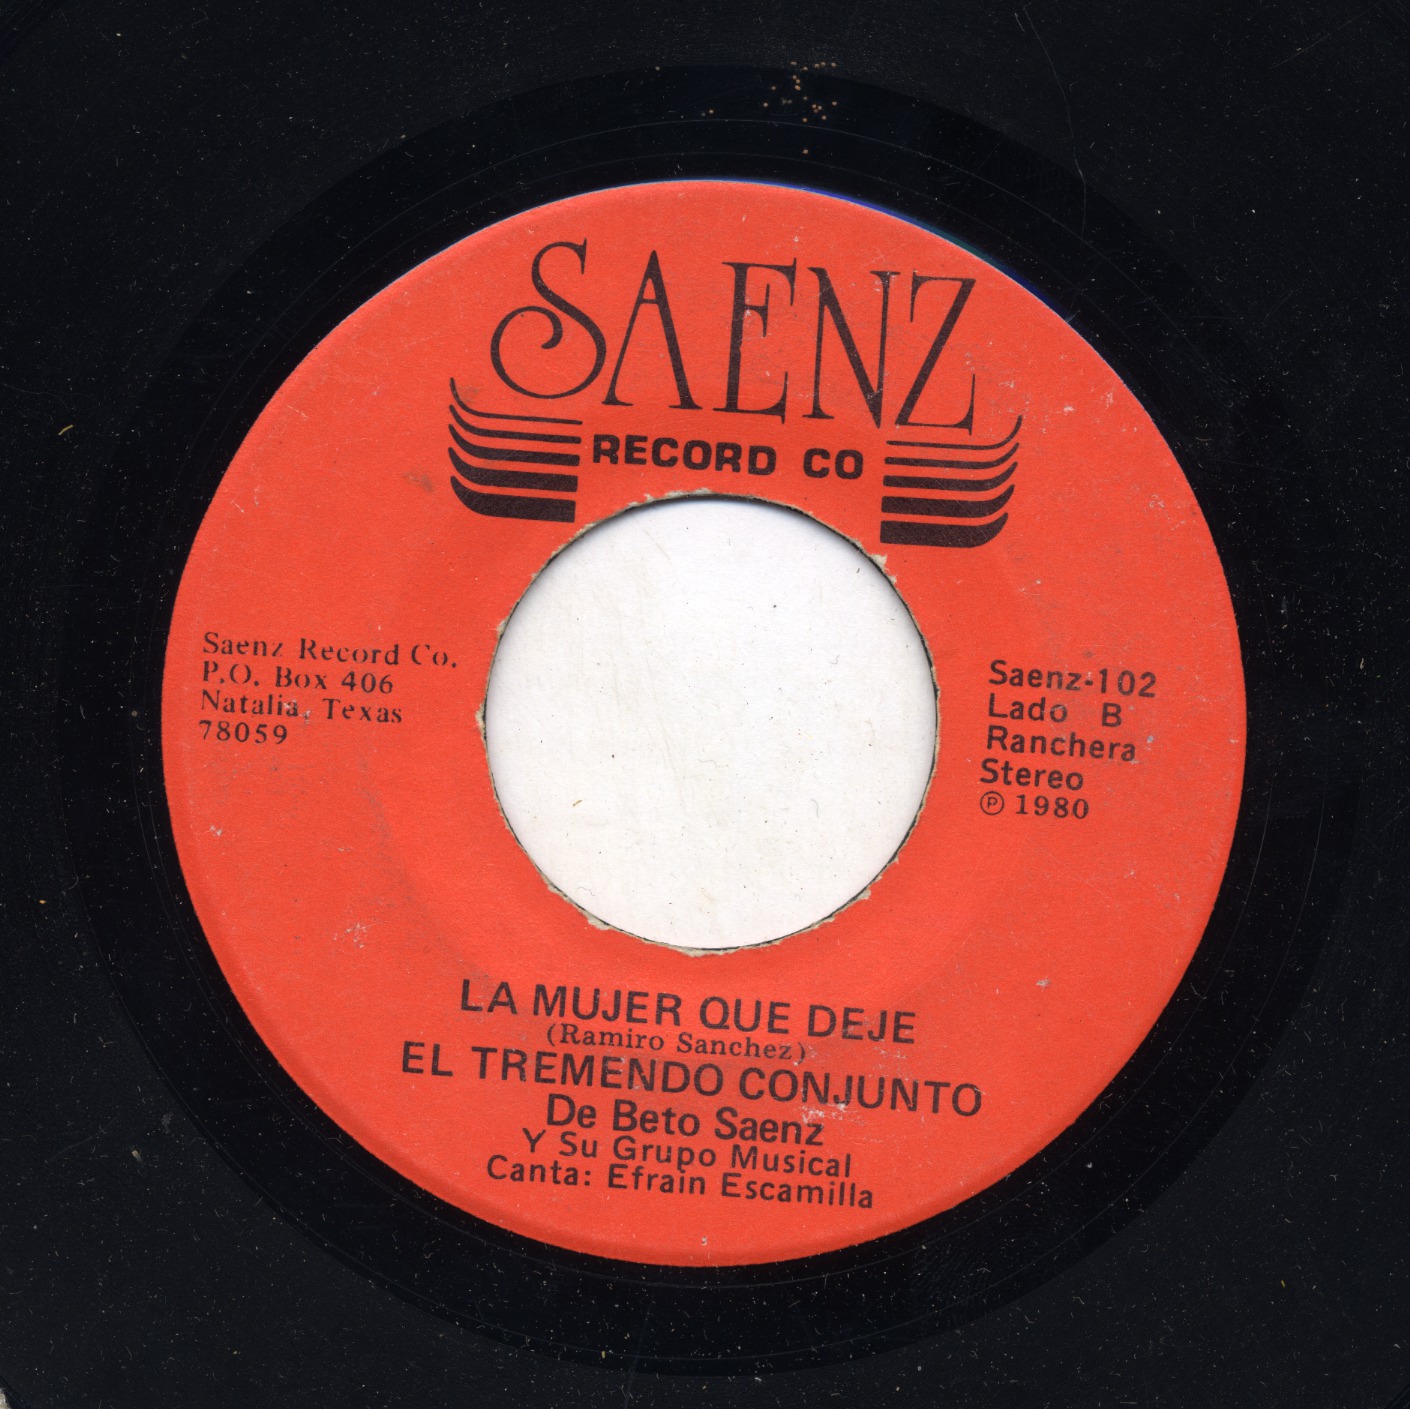 SAENZ
RECORD CO
Saenz Record Co.
P.O. Box 406
Natalia, Texas
78059
Saenz-102
Lado B
Ranchera
Stereo
℗ 1980
LA MUJER QUE DEJE
(Ramiro Sanchez)
EL TREMENDO CONJUNTO
De Beto Saenz
Y Su Grupo Musical
Canta: Efrain Escamilla